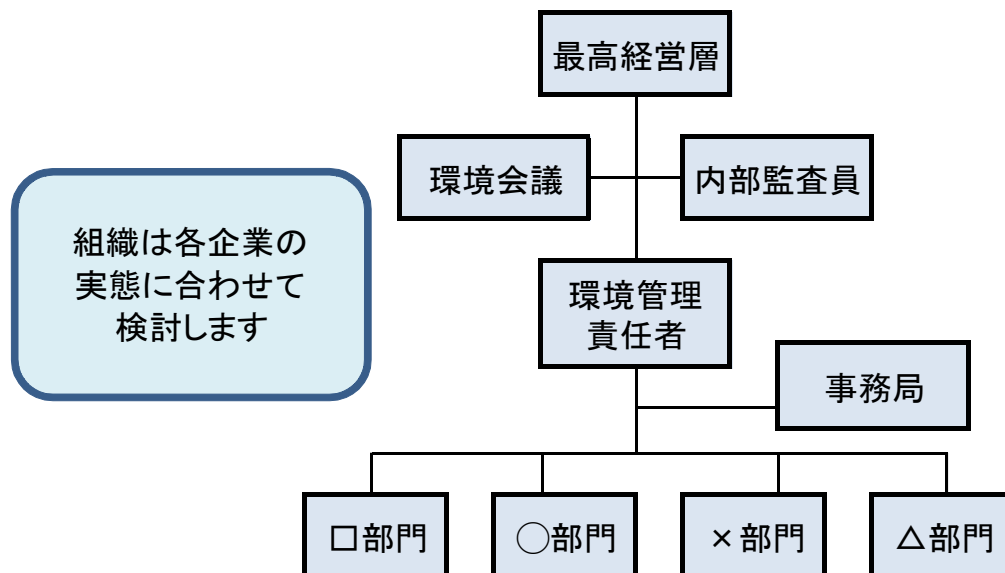 最高経営層
環境会議
内部監査員
組織は各企業の
実態に合わせて
検討します
環境管理
責任者
事務局
□部門
○部門
×部門
△部門